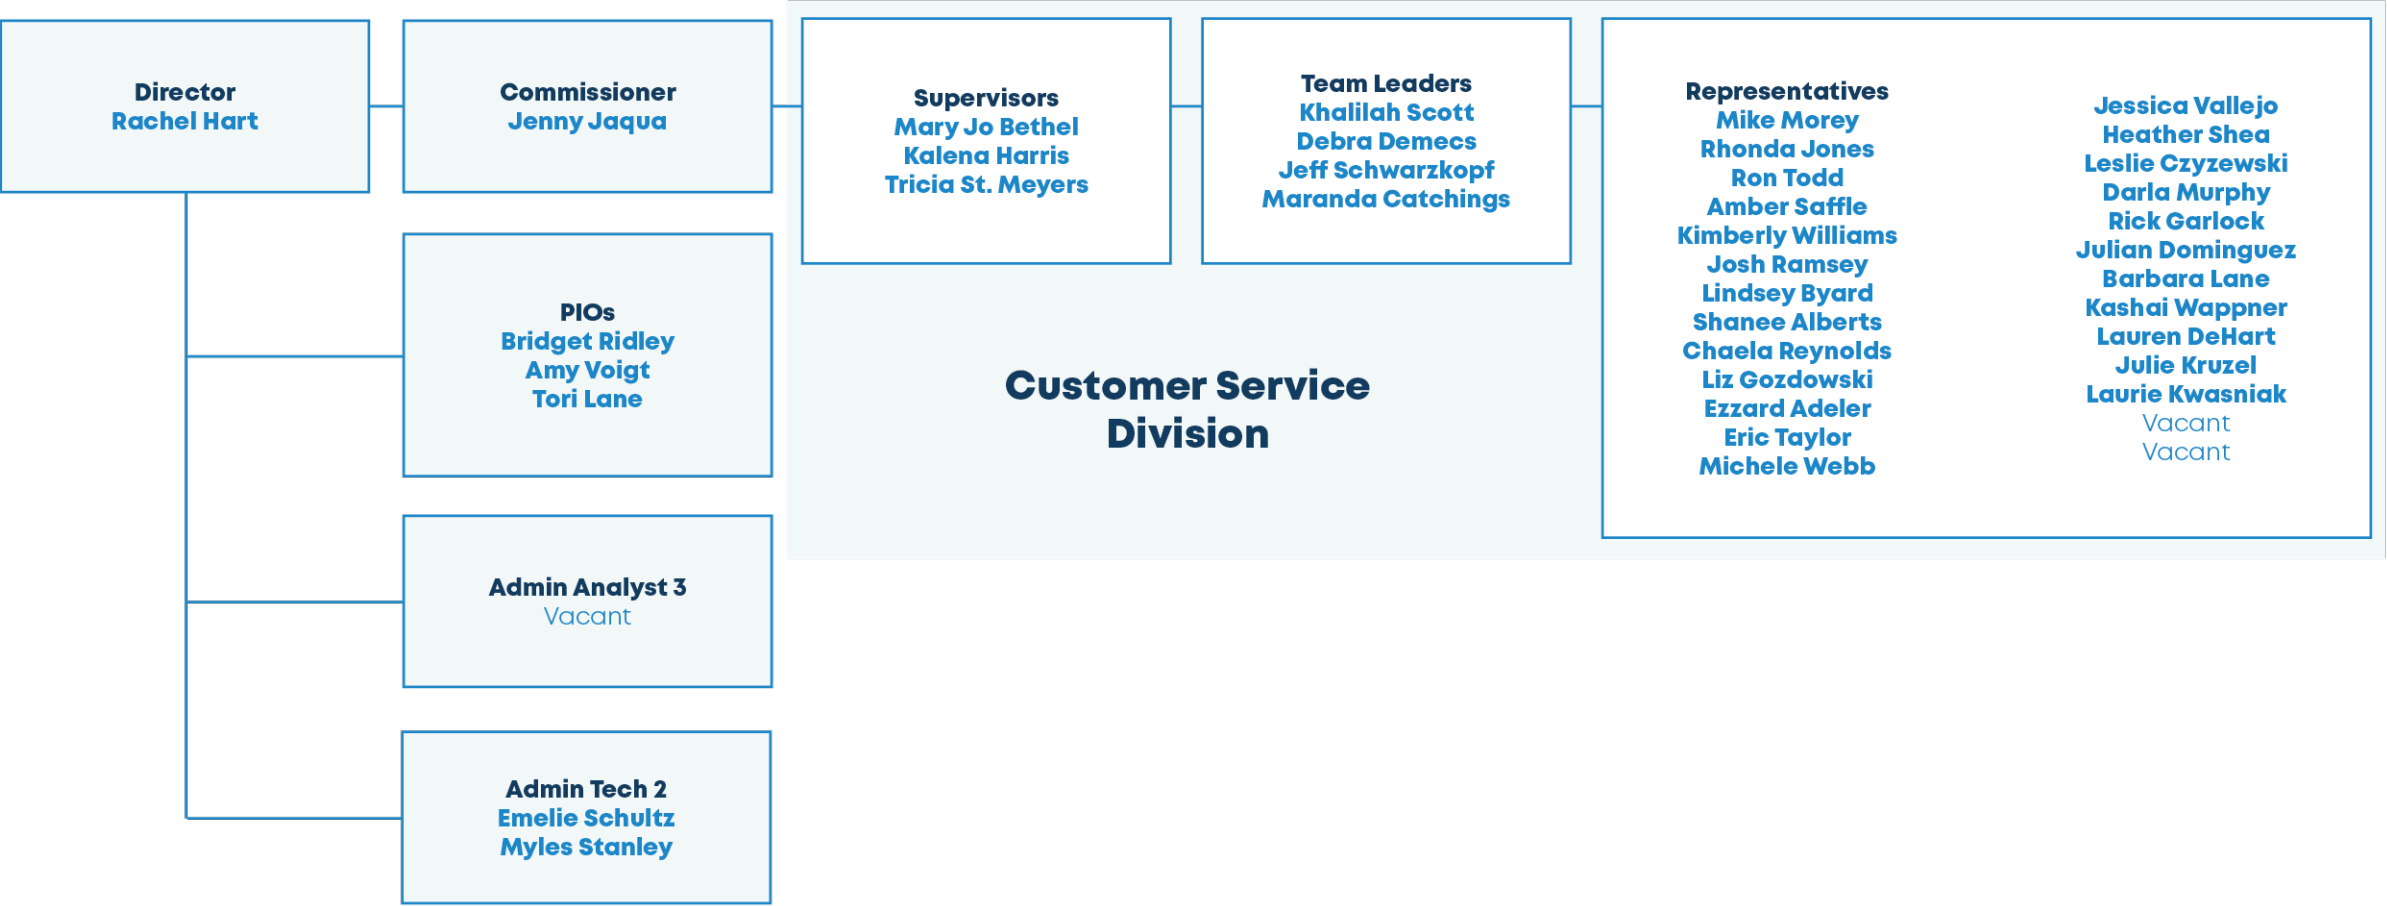 Director
Rachel Hart
Commissioner
Jenny Jaqua
Supervisors
Mary Jo Bethel
Kalena Harris
Tricia St. Meyers
Team Leaders
Khalilah Scott
Debra Demecs
Jeff Schwarzkopf
Maranda Catchings
Representatives
Mike Morey
Rhonda Jones
Ron Todd
Amber Saffle
Kimberly Williams
Josh Ramsey
Lindsey Byard
Shanee Alberts
Chaela Reynolds
Liz Gozdowski
Ezzard Adeler
Eric Taylor
Michele Webb
Jessica Vallejo
Heather Shea
Leslie Czyzewski
Darla Murphy
Rick Garlock
Julian Dominguez
Barbara Lane
Kashai Wappner
Lauren DeHart
Julie Kruzel
Laurie Kwasniak
Vacant
Vacant
PIOs
Bridget Ridley
Amy Voigt
Tori Lane
Customer Service
Division
Admin Analyst 3
Vacant
Admin Tech 2
Emelie Schultz
Myles Stanley